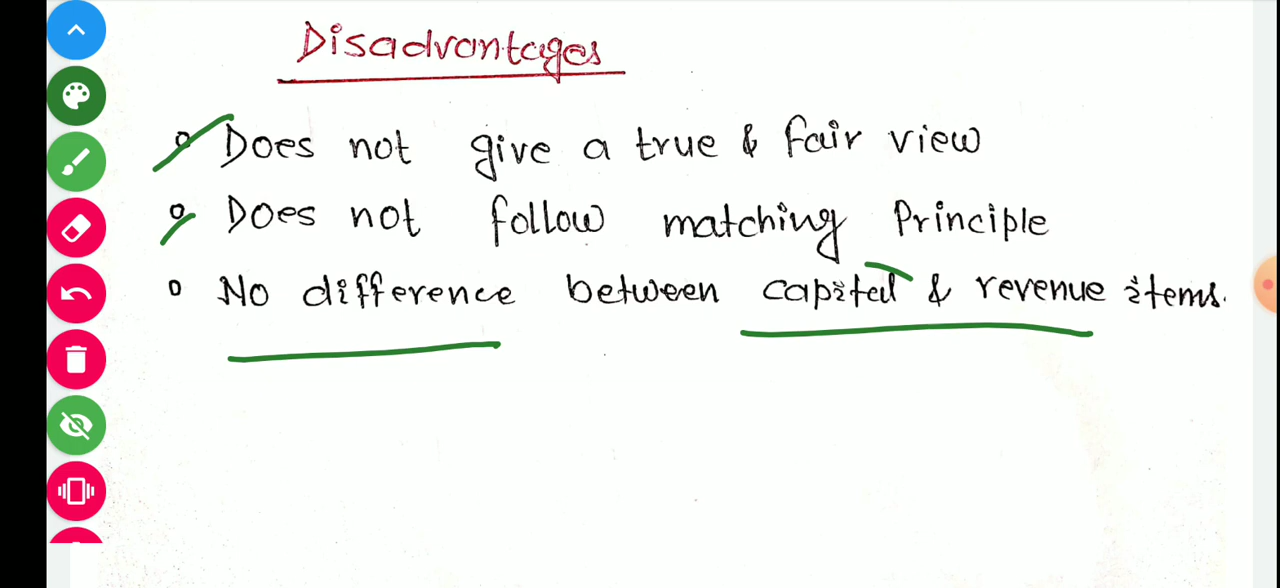 Disadvantages
Does not give a true & fair view
Does not follow matching Principle
No difference between capital & revenue items.